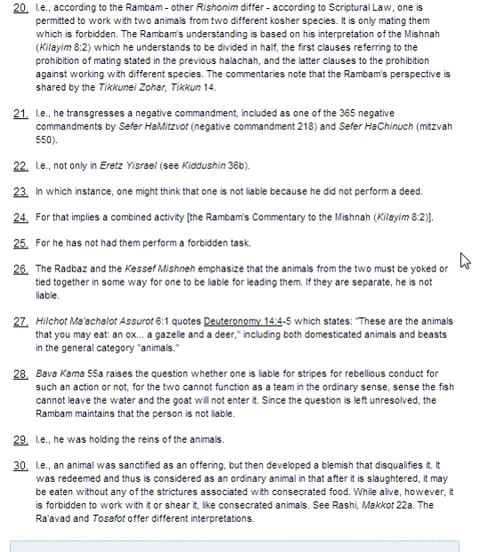 20. I.e., according to the Rambam - other Rishonim differ - according to Scriptural Law, one is
permitted to work with two animals from two different kosher species. It is only mating them
which is forbidden. The Rambam's understanding is based on his interpretation of the Mishnah
(Kilayim 8:2) which he understands to be divided in half, the first clauses referring to the
prohibition of mating stated in the previous halachah, and the latter clauses to the prohibition
against working with different species. The commentaries note that the Rambam's perspective is
shared by the Tikkunei Zohar, Tikkun 14.
21. I.e., he transgresses a negative commandment, included as one of the 365 negative
commandments by Sefer HaMitzvot (negative commandment 218) and Sefer HaChinuch (mitzvah
550).
22. I.e., not only in Eretz Yisrael (see Kiddushin 36b).
23. In which instance, one might think that one is not liable because he did not perform a deed.
24. For that implies a combined activity [the Rambam's Commentary to the Mishnah (Kilayim 8:2)].
25. For he has not had them perform a forbidden task.
26. The Radbaz and the Kessef Mishneh emphasize that the animals from the two must be yoked or
tied together in some way for one to be liable for leading them. If they are separate, he is not
liable.
27. Hilchot Ma'achalot Assurot 6:1 quotes Deuteronomy 14:4-5 which states: "These are the animals
that you may eat: an ox... a gazelle and a deer," including both domesticated animals and beasts
in the general category "animals."
28. Bava Kama 55a raises the question whether one is liable for stripes for rebellious conduct for
such an action or not, for the two cannot function as a team in the ordinary sense, sense the fish
cannot leave the water and the goat will not enter it. Since the question is left unresolved, the
Rambam maintains that the person is not liable.
29. I.e., he was holding the reins of the animals.
30. I.e., an animal was sanctified as an offering, but then developed a blemish that disqualifies it. It
was redeemed and thus is considered as an ordinary animal in that after it is slaughtered, it may
be eaten without any of the strictures associated with consecrated food. While alive, however, it
is forbidden to work with it or shear it, like consecrated animals. See Rashi, Makkot 22a. The
Ra'avad and Tosafot offer different interpretations.